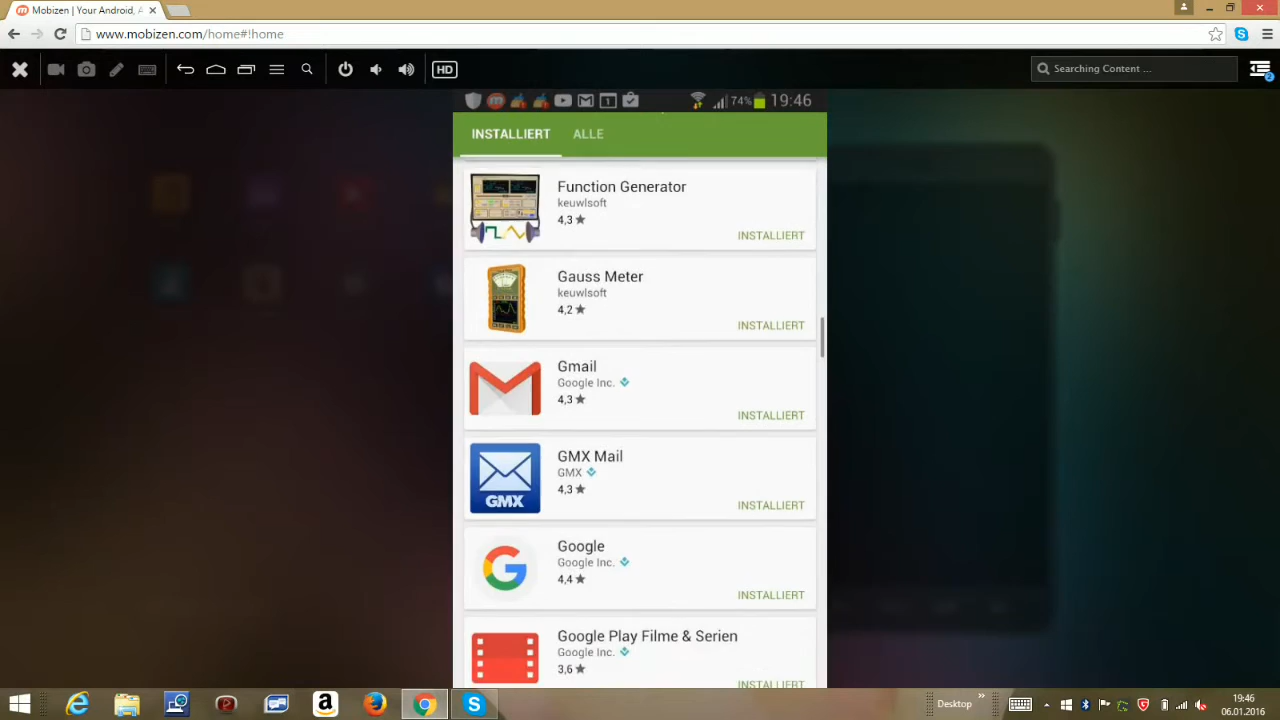 Mobizen | Your Android, A
www.mobizen.com/home#!home
HD
Searching Content ...
2
1
74%
19:46
INSTALLIERT
ALLE
Function Generator
keuwlsoft
4,3★
INSTALLIERT
Gauss Meter
keuwlsoft
4,2★
INSTALLIERT
Gmail
Google Inc.
4,3★
INSTALLIERT
GMX Mail
GMX
GMX
4,3★
INSTALLIERT
Google
Google Inc.
4,4★
INSTALLIERT
Google Play Filme & Serien
Google Inc.
3,6★
INSTALLIERT
Desktop
19:46
06.01.2016